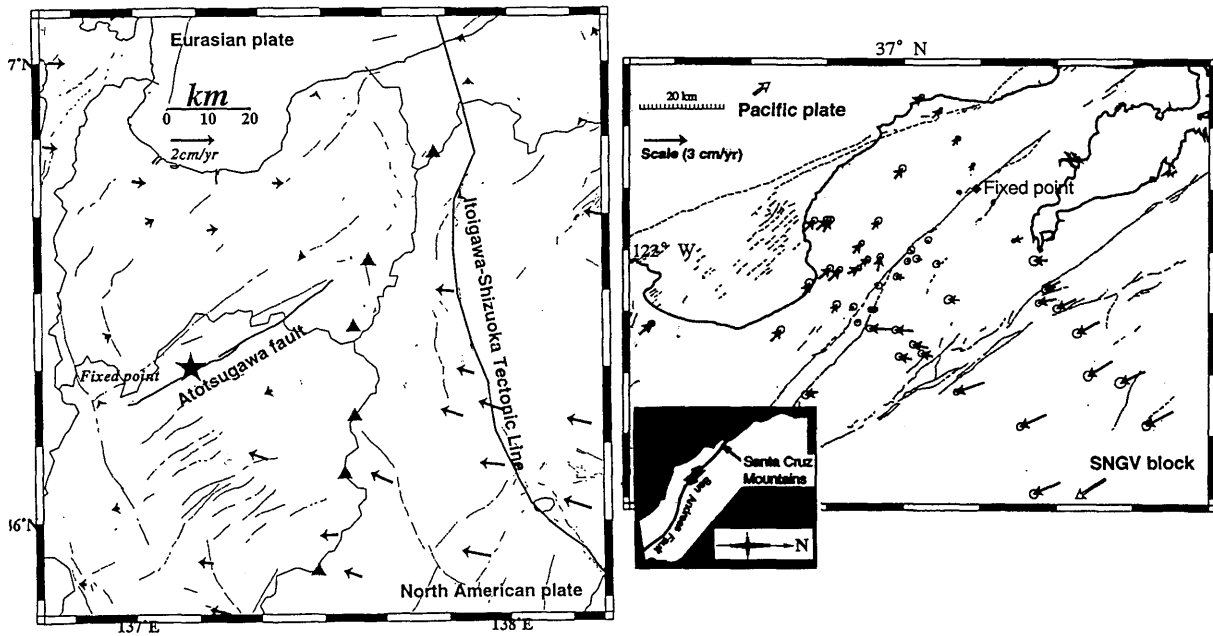 Eurasian plate
7°N
km
0 10 20
2cm/yr
Itoigawa-Shizuoka Tectopic Line
Fixed point
Atotsugawa fault
36°N
North American plate
137°E
138°E
37° N
20 km
Pacific plate
Scale (3 cm/yr)
Fixed point
122° W
SNGV block
Santa Cruz
Mountains
San Andreas Fault
N